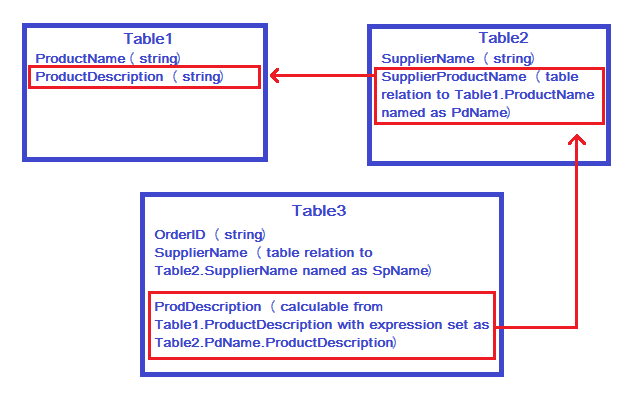 Table1
ProductName ( string)
ProductDescription ( string)
Table2
SupplierName ( string)
SupplierProductName ( table
relation to Table1.ProductName
named as PdName)
Table3
OrderID ( string)
SupplierName ( table relation to
Table2.SupplierName named as SpName)
ProdDescription ( calculable from
Table1.ProductDescription with expression set as
Table2.PdName.ProductDescription)